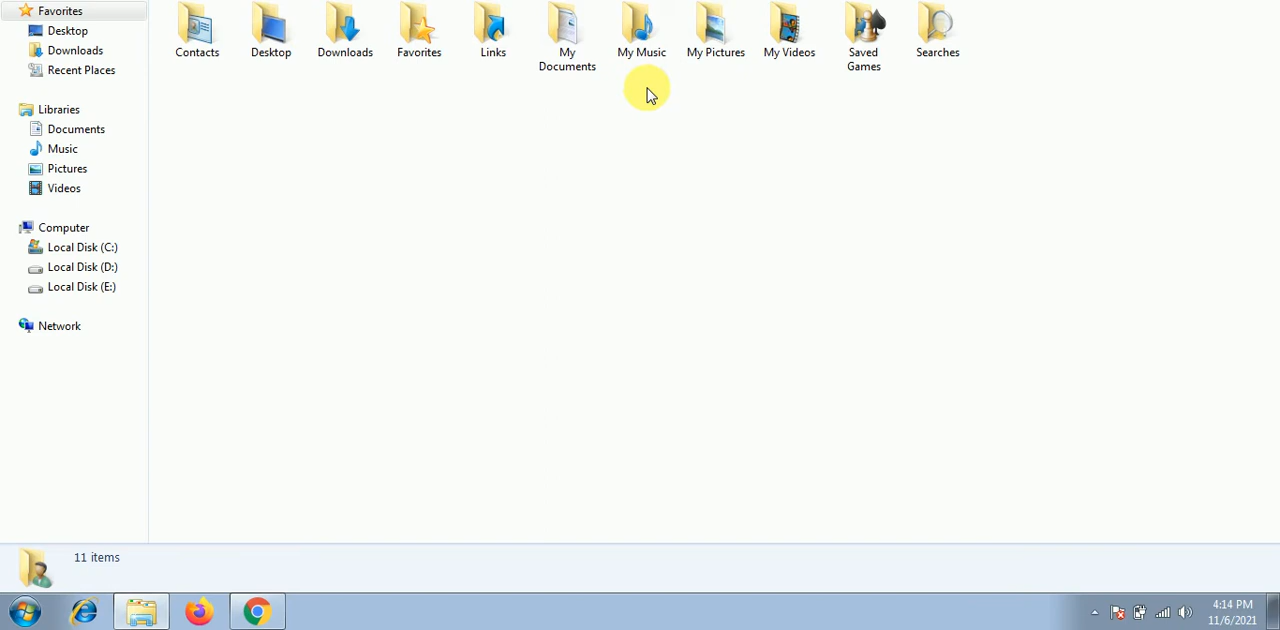 Favorites
Desktop
Downloads
Recent Places
Libraries
Documents
Music
Pictures
Videos
Computer
Local Disk (C:)
Local Disk (D:)
Local Disk (E:)
Network
Contacts
Desktop
Downloads
Favorites
Links
My
Documents
My Music
My Pictures
My Videos
Saved
Games
Searches
11 items
4:14 PM
11/6/2021